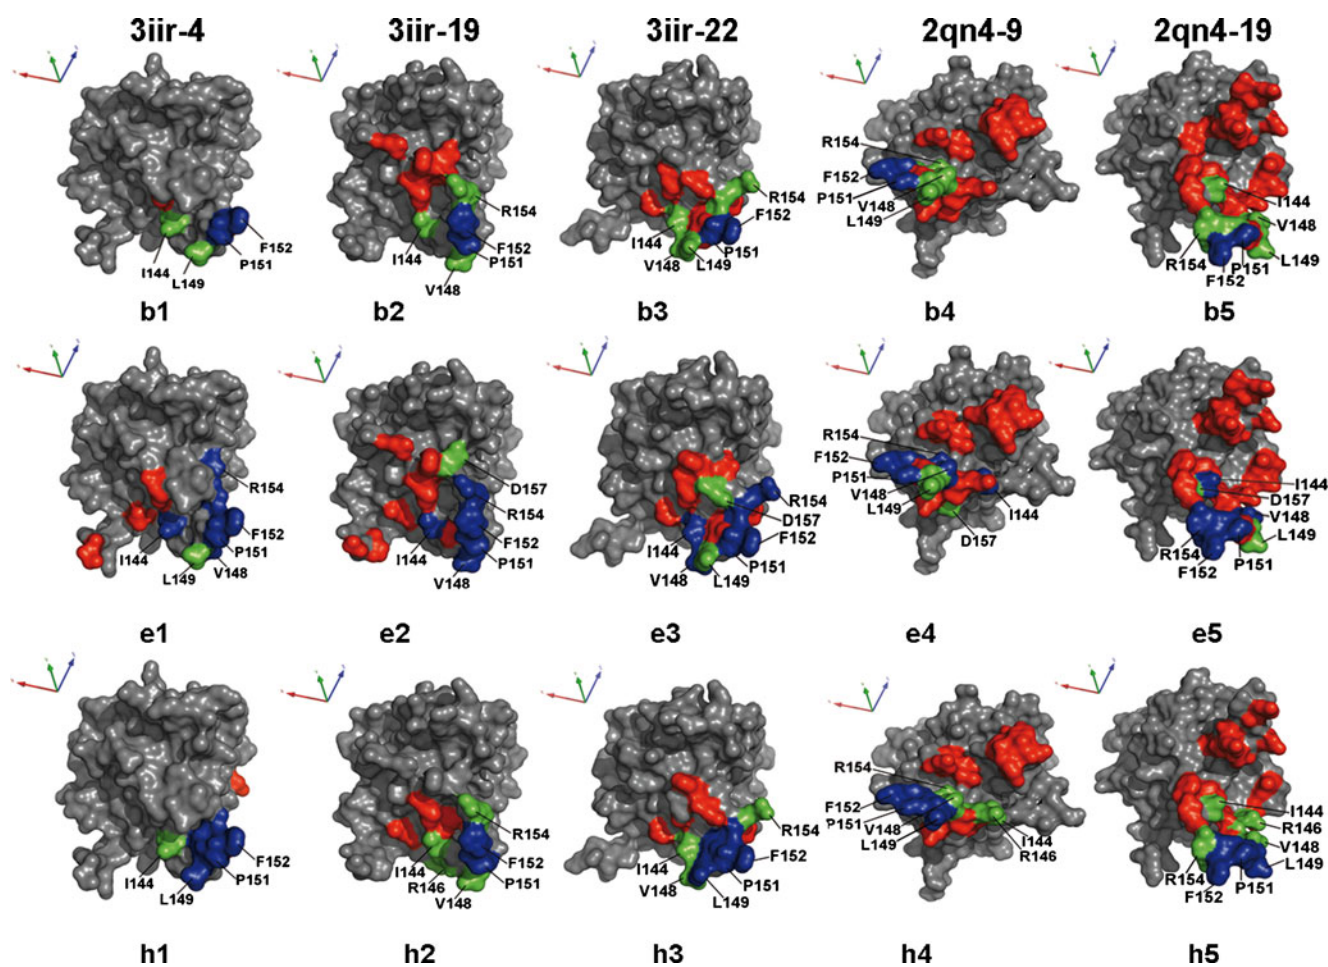 3iir-4 3iir-19 3iir-22 2qn4-9 2qn4-19
I144
L149
F152
P151
b1
I144
R154
F152
P151
V148
b2
I144
V148
L149
R154
F152
P151
b3
R154
F152
P151
V148
L149
b4
I144
V148
R154
P151
L149
F152
b5
R154
F152
I144
P151
L149
V148
e1
D157
R154
F152
I144
P151
V148
e2
R154
D157
I144
F152
V148
L149
P151
e3
R154
F152
P151
V148
L149
I144
D157
e4
I144
D157
V148
L149
R154
P151
F152
e5
F152
I144
P151
L149
h1
R154
I144
F152
R146
P151
V148
h2
R154
I144
F152
V148
P151
L149
h3
R154
F152
P151
V148
L149
I144
R146
h4
I144
R146
V148
L149
R154
P151
F152
h5